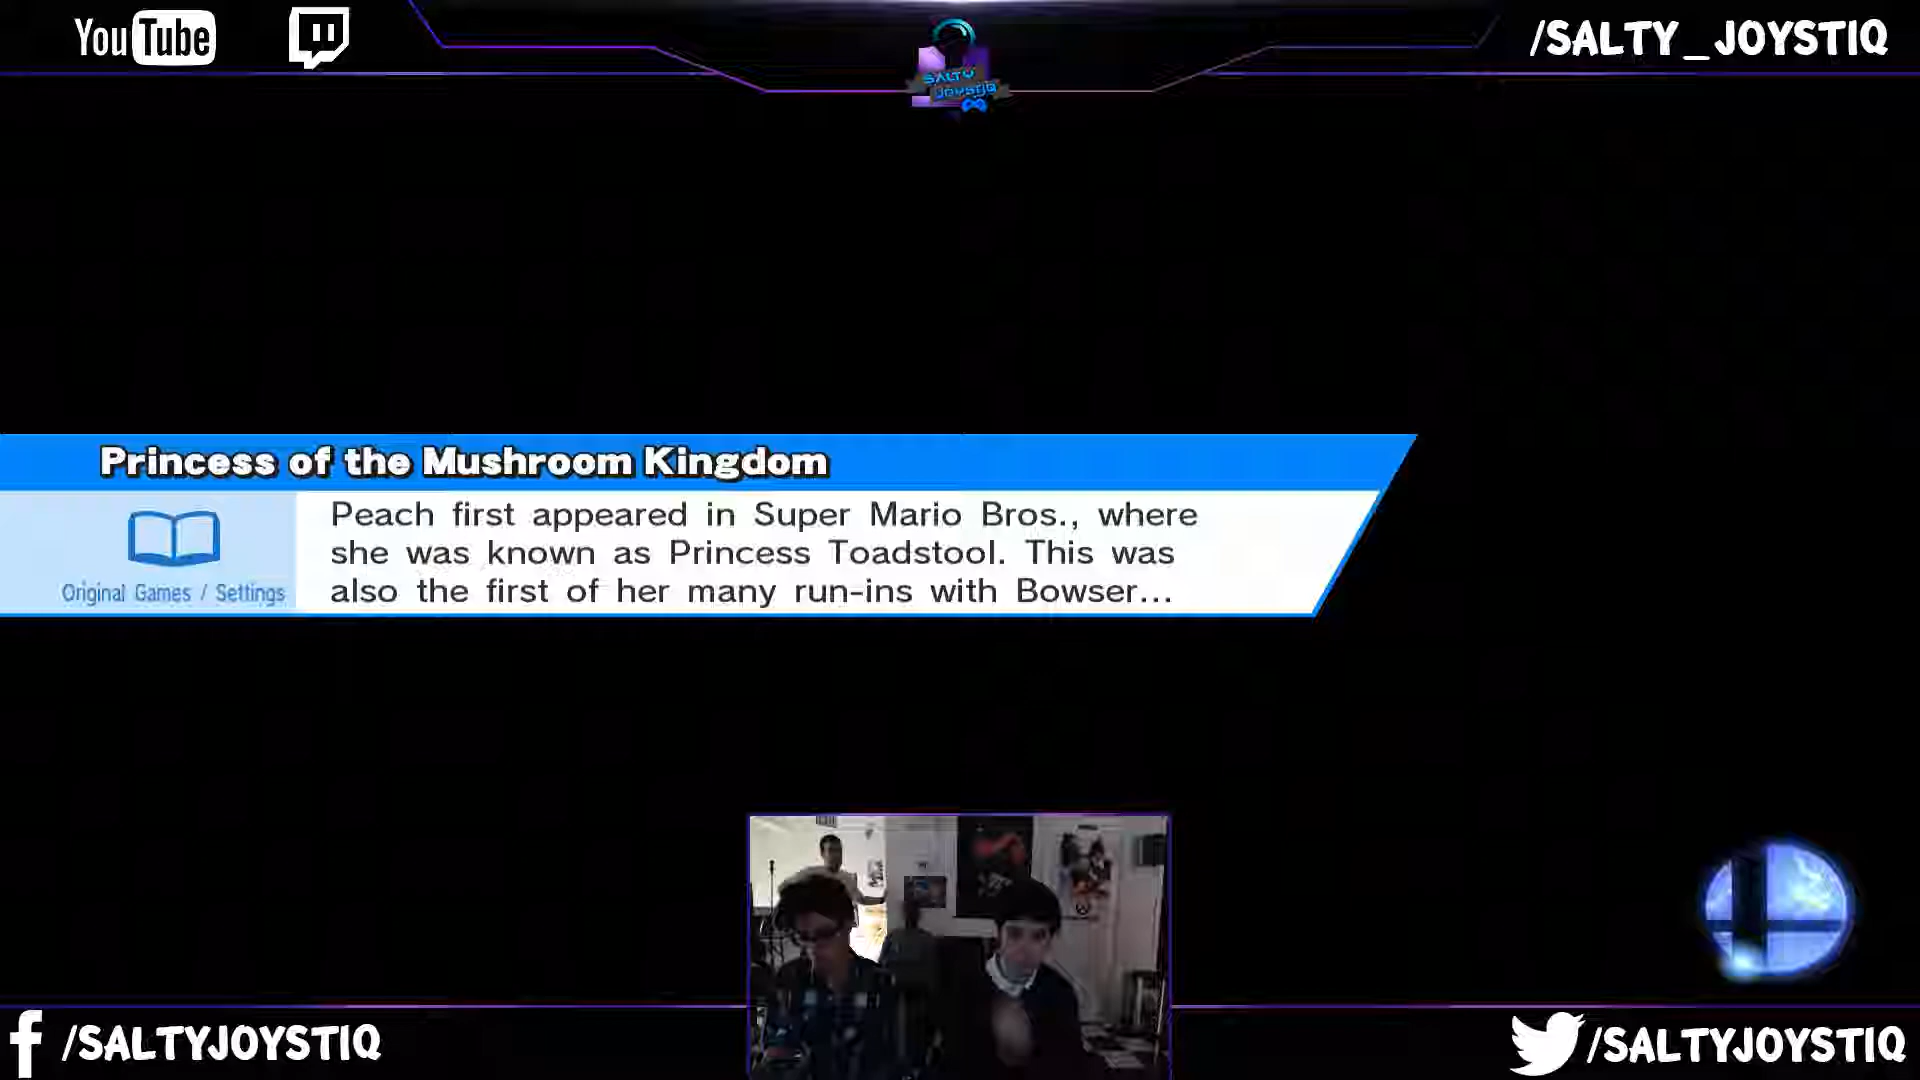 YouTube
/SALTY_JOYSTIQ
SALTY
JOYSTIQ
Princess of the Mushroom Kingdom
Peach first appeared in Super Mario Bros., where
she was known as Princess Toadstool. This was
also the first of her many run-ins with Bowser...
Original Games / Settings
/SALTYJOYSTIQ
/SALTYJOYSTIQ